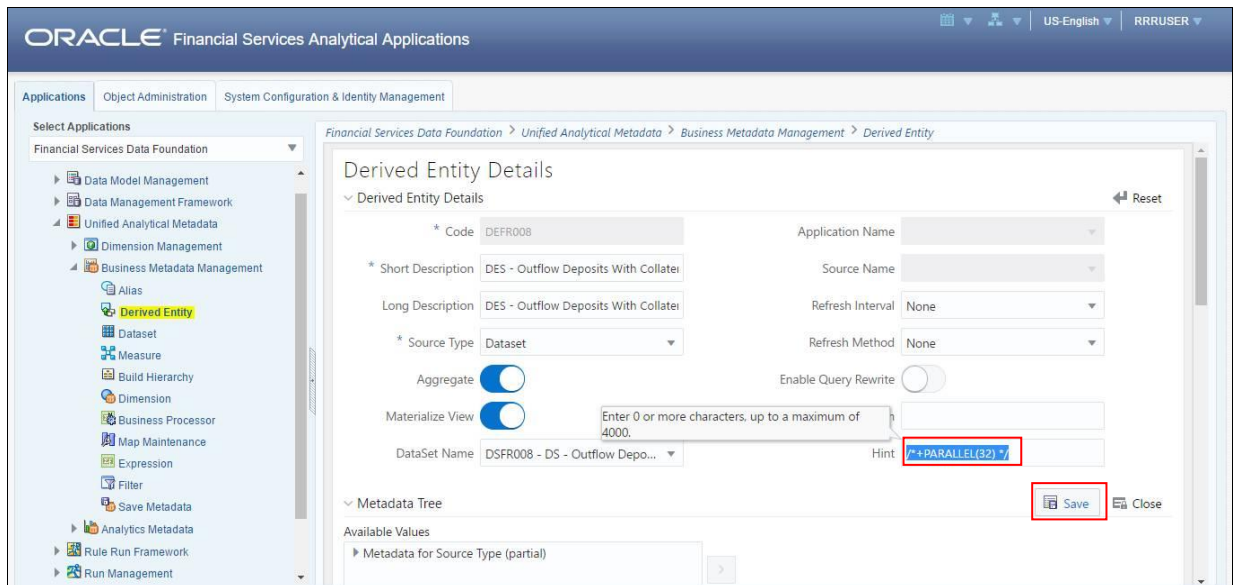 US-English
RRRUSER
ORACLE Financial Services Analytical Applications
Applications
Object Administration
System Configuration & Identity Management
Select Applications
Financial Services Data Foundation
Data Model Management
Data Management Framework
Unified Analytical Metadata
Dimension Management
Business Metadata Management
Alias
Derived Entity
Dataset
Measure
Build Hierarchy
Dimension
Business Processor
Map Maintenance
Expression
Filter
Save Metadata
Analytics Metadata
Rule Run Framework
Run Management
Financial Services Data Foundation > Unified Analytical Metadata > Business Metadata Management > Derived Entity
Derived Entity Details
Derived Entity Details
Reset
* Code DEFR008
Application Name
* Short Description DES - Outflow Deposits With Collater
Source Name
Long Description DES - Outflow Deposits With Collater
Refresh Interval None
* Source Type Dataset
Refresh Method None
Aggregate
Enable Query Rewrite
Materialize View
Enter 0 or more characters, up to a maximum of
4000.
DataSet Name DSFR008 - DS - Outflow Depo...
Hint /*+PARALLEL(32) */
Metadata Tree
Save
Close
Available Values
Metadata for Source Type (partial)